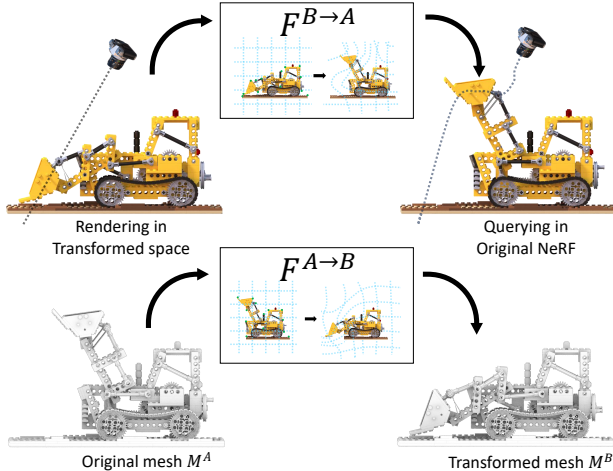 F^{B→A}
Rendering in
Transformed space
Querying in
Original NeRF
F^{A→B}
Original mesh M^A
Transformed mesh M^B